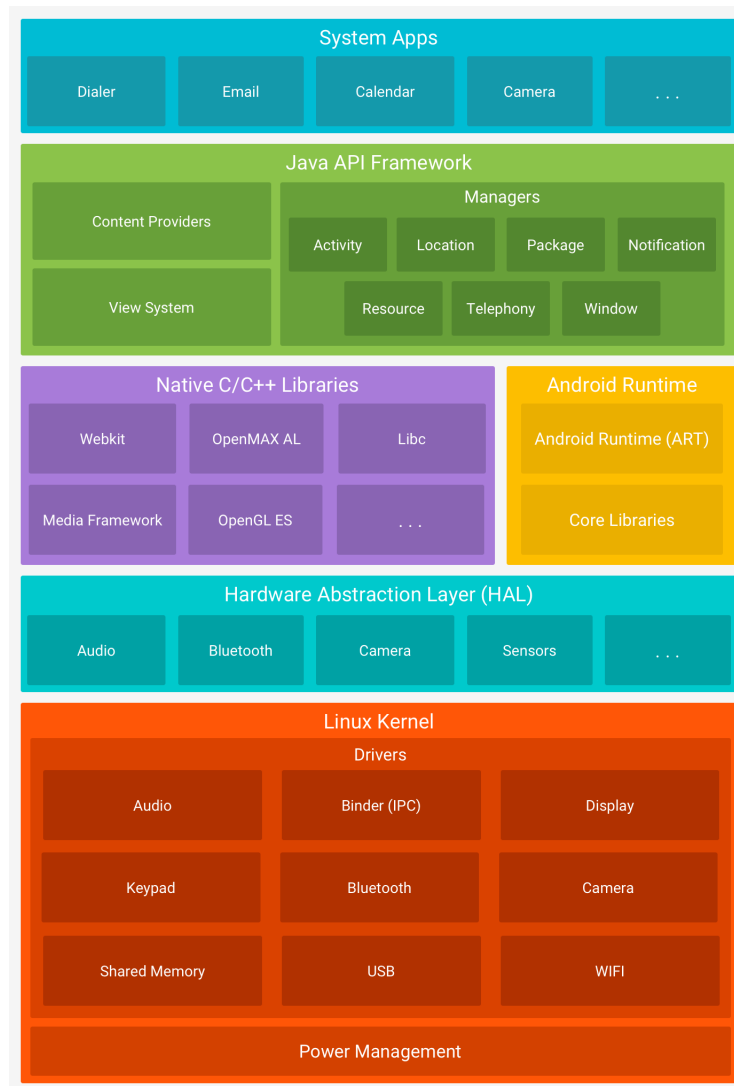 System Apps
Dialer
Email
Calendar
Camera
. . .
Java API Framework
Content Providers
View System
Managers
Activity
Location
Package
Notification
Resource
Telephony
Window
Native C/C++ Libraries
Webkit
OpenMAX AL
Libc
Media Framework
OpenGL ES
. . .
Android Runtime
Android Runtime (ART)
Core Libraries
Hardware Abstraction Layer (HAL)
Audio
Bluetooth
Camera
Sensors
. . .
Linux Kernel
Drivers
Audio
Binder (IPC)
Display
Keypad
Bluetooth
Camera
Shared Memory
USB
WIFI
Power Management